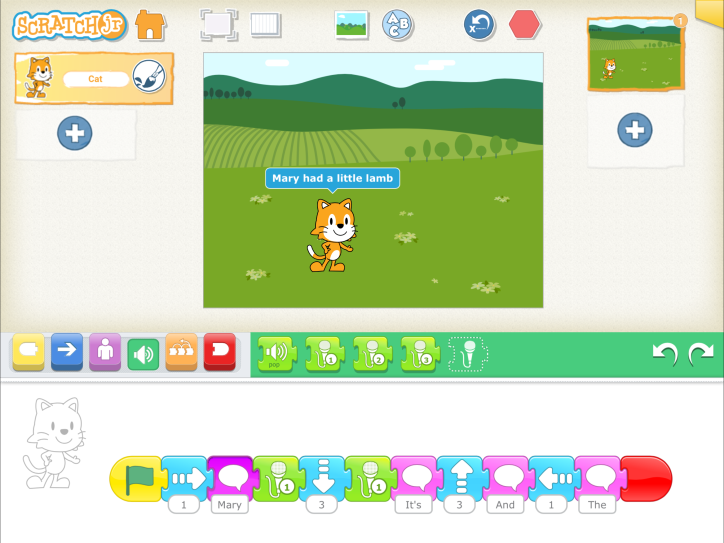 SCRATCH jr
A
B
C
x
1
Cat
Mary had a little lamb
pop
1
2
3
1
1
1
Mary
3
It's
3
And
1
The